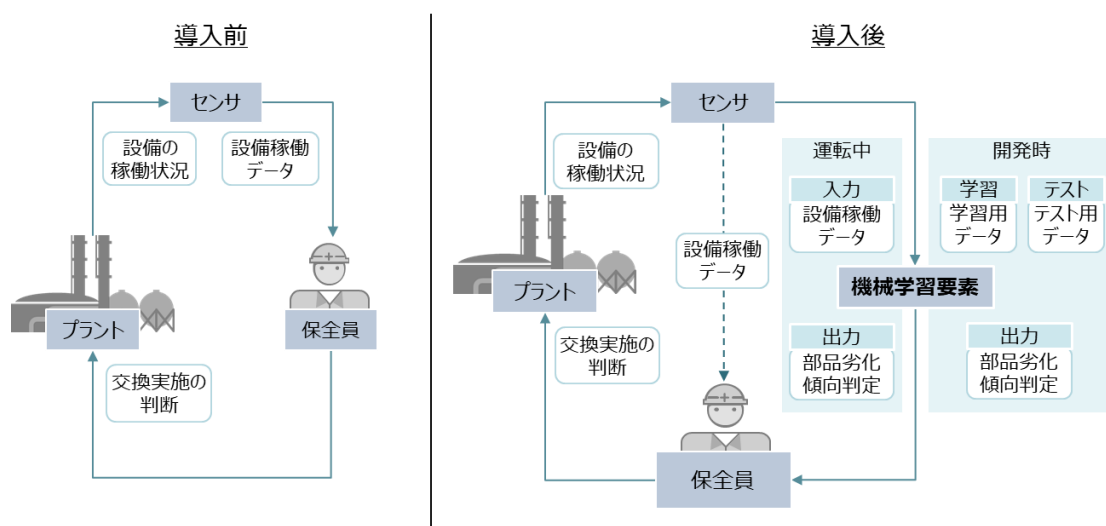 導入前
センサ
設備の
稼働状況
設備稼働
データ
プラント
保全員
交換実施の
判断
導入後
センサ
設備の
稼働状況
運転中
開発時
入力
設備稼働
データ
学習
学習用
データ
テスト
テスト用
データ
設備稼働
データ
プラント
機械学習要素
交換実施の
判断
出力
部品劣化
傾向判定
出力
部品劣化
傾向判定
保全員